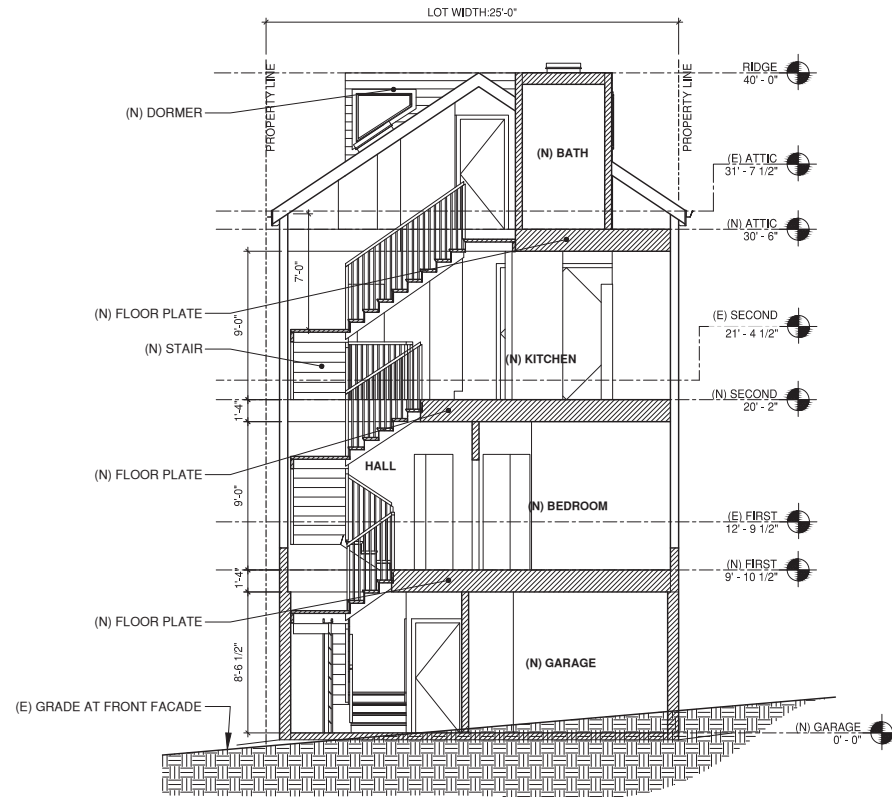 LOT WIDTH:25'-0"
PROPERTY LINE
PROPERTY LINE
RIDGE
40' - 0"
(N) DORMER
(N) BATH
(E) ATTIC
31' - 7 1/2"
(N) ATTIC
30' - 6"
7'-0"
(N) FLOOR PLATE
9'-0"
(E) SECOND
21' - 4 1/2"
(N) STAIR
(N) KITCHEN
(N) SECOND
20' - 2"
1'-4"
(N) FLOOR PLATE
HALL
9'-0"
(N) BEDROOM
(E) FIRST
12' - 9 1/2"
(N) FIRST
9' - 10 1/2"
1'-4"
(N) FLOOR PLATE
8'-6 1/2"
(N) GARAGE
(E) GRADE AT FRONT FACADE
(N) GARAGE
0' - 0"